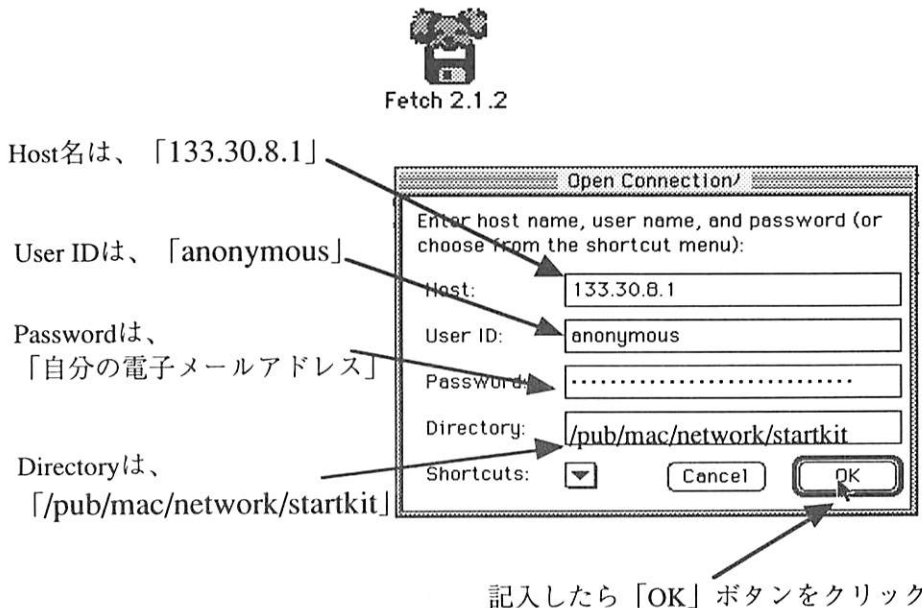 Fetch 2.1.2
Host名は、「133.30.8.1」
User IDは、「anonymous」
Passwordは、
「自分の電子メールアドレス」
Directoryは、
「/pub/mac/network/startkit」
Open Connection
Enter host name, user name, and password (or
choose from the shortcut menu):
Host: 133.30.8.1
User ID: anonymous
Password: ••••••••••••••••••••••••••••
Directory: /pub/mac/network/startkit
Shortcuts: Cancel OK
記入したら「OK」ボタンをクリック